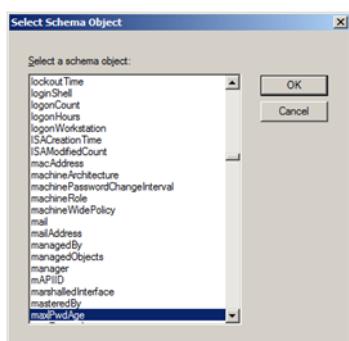 Select Schema Object
Select a schema object:
lockoutTime
loginShell
logonCount
logonHours
logonWorkstation
lSACreationTime
lSAModifiedCount
macAddress
machineArchitecture
machinePasswordChangeInterval
machineRole
machineWidePolicy
mail
mailAddress
managedBy
managedObjects
manager
mAPIID
marshalledInterface
masteredBy
maxPwdAge
OK
Cancel